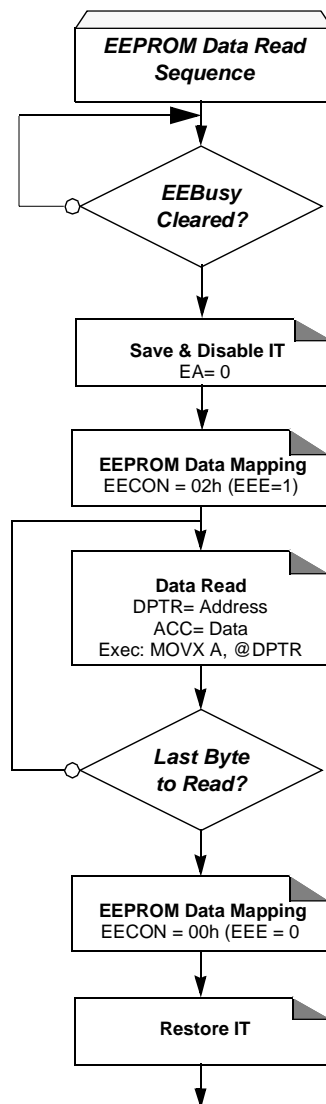 EEPROM Data Read
Sequence
EEBusy
Cleared?
Save & Disable IT
EA= 0
EEPROM Data Mapping
EECON = 02h (EEE=1)
Data Read
DPTR= Address
ACC= Data
Exec: MOVX A, @DPTR
Last Byte
to Read?
EEPROM Data Mapping
EECON = 00h (EEE = 0
Restore IT